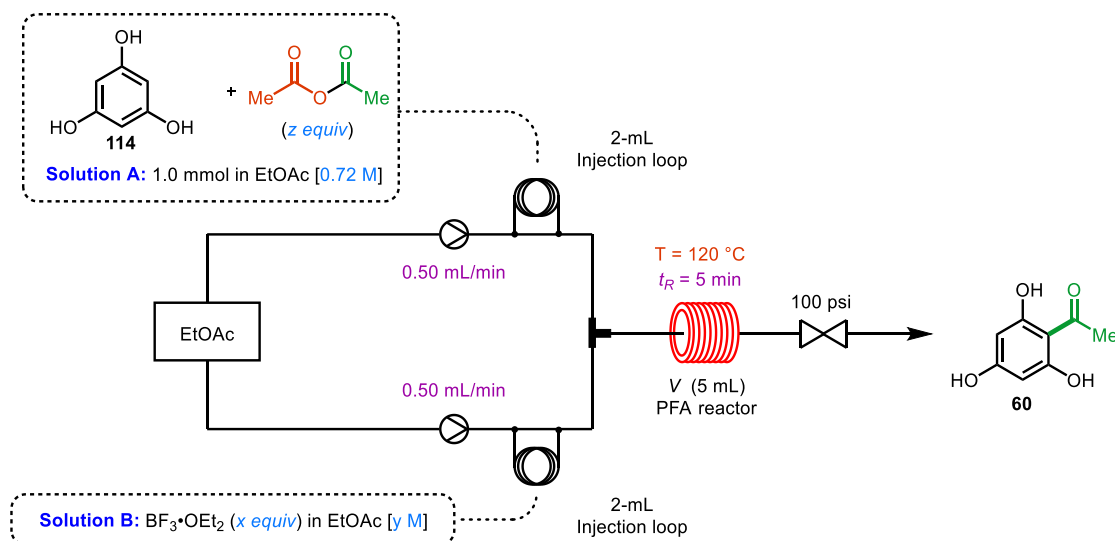 OH
HO
OH
114
+
O
O
Me
O
Me
(z equiv)
Solution A: 1.0 mmol in EtOAc [0.72 M]
2-mL
Injection loop
0.50 mL/min
T = 120 °C
tR = 5 min
100 psi
EtOAc
V (5 mL)
PFA reactor
0.50 mL/min
OH
O
Me
HO
OH
60
Solution B: BF3•OEt2 (x equiv) in EtOAc [y M]
2-mL
Injection loop